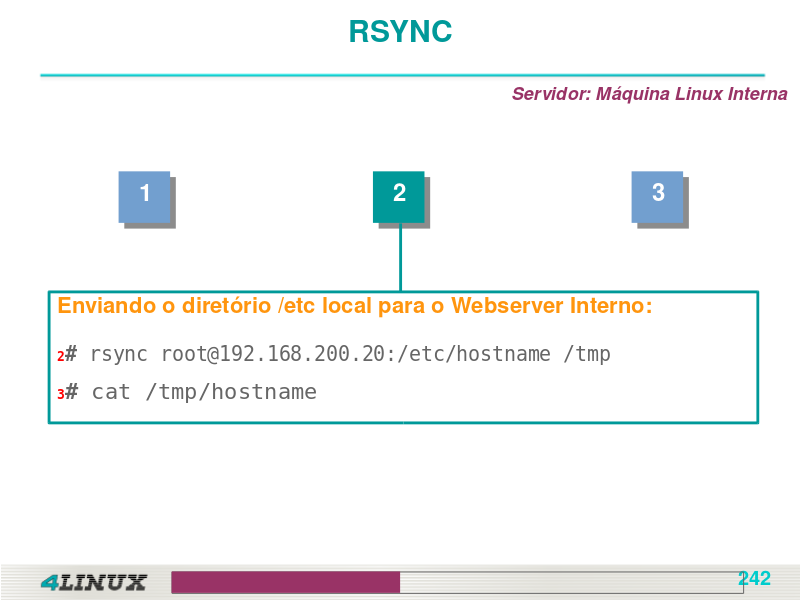 RSYNC
Servidor: Máquina Linux Interna
1 2 3
Enviando o diretório /etc local para o Webserver Interno:
2# rsync root@192.168.200.20:/etc/hostname /tmp
3# cat /tmp/hostname
4LINUX
242